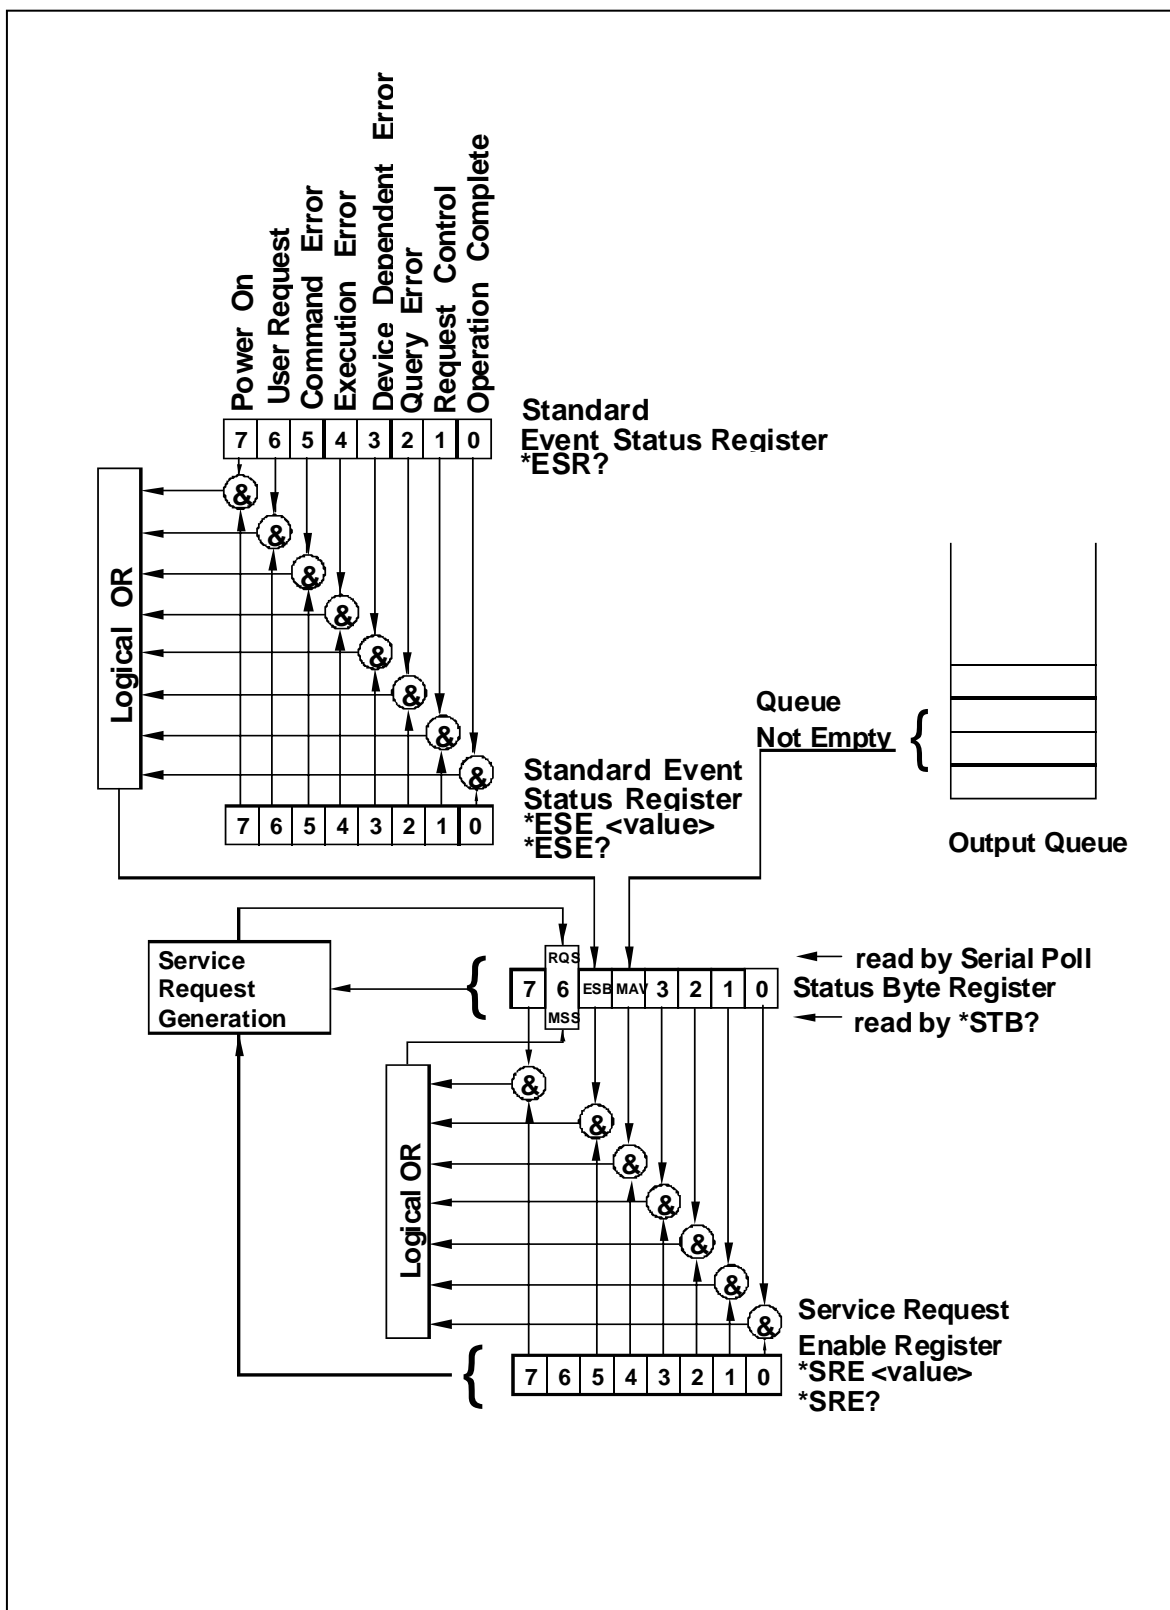 Power On
User Request
Command Error
Execution Error
Device Dependent Error
Query Error
Request Control
Operation Complete
7 6 5 4 3 2 1 0
Standard
Event Status Register
*ESR?
&
&
&
&
&
&
&
&
Logical OR
Queue
Not Empty
{
Output Queue
Standard Event
Status Register
*ESE <value>
*ESE?
7 6 5 4 3 2 1 0
Service
Request
Generation
{
RQS
7 6 ESB MAV 3 2 1 0
MSS
read by Serial Poll
Status Byte Register
read by *STB?
&
&
&
&
&
&
&
Logical OR
Service Request
Enable Register
*SRE <value>
*SRE?
{
7 6 5 4 3 2 1 0